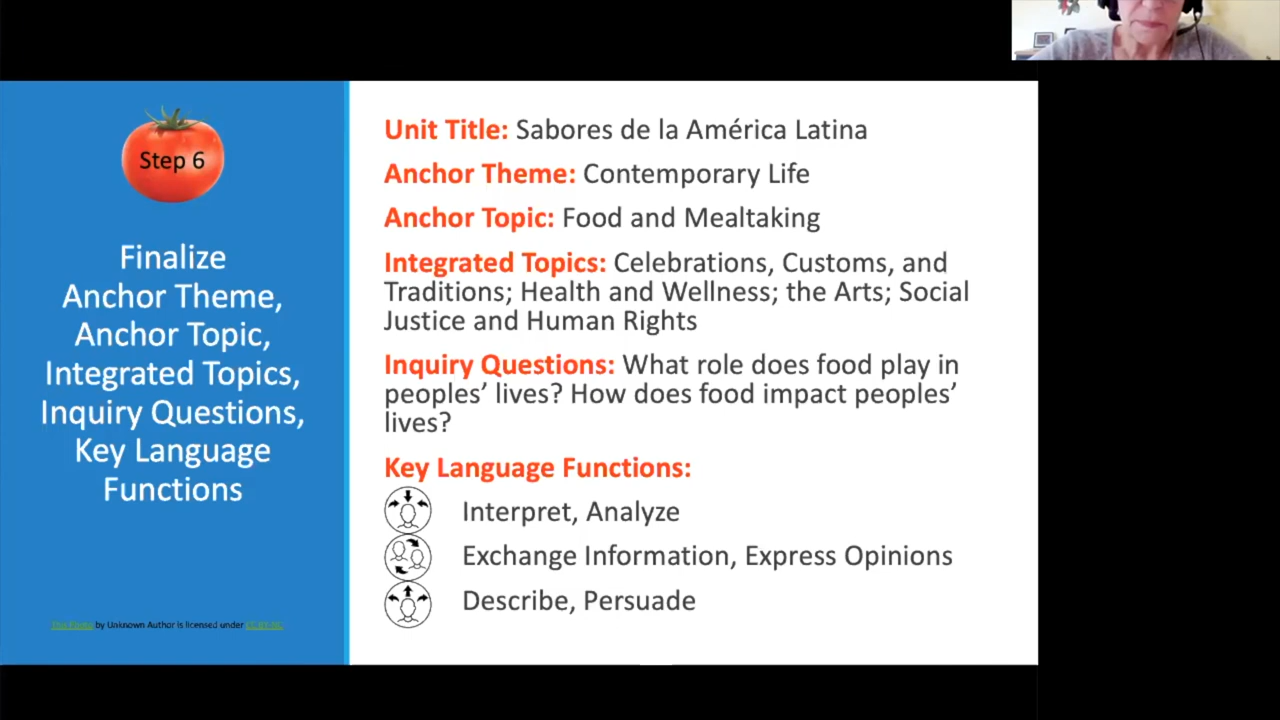 Step 6
Finalize
Anchor Theme,
Anchor Topic,
Integrated Topics,
Inquiry Questions,
Key Language
Functions
This Photo by Unknown Author is licensed under CC BY-NC
Unit Title: Sabores de la América Latina
Anchor Theme: Contemporary Life
Anchor Topic: Food and Mealtaking
Integrated Topics: Celebrations, Customs, and
Traditions; Health and Wellness; the Arts; Social
Justice and Human Rights
Inquiry Questions: What role does food play in
peoples’ lives? How does food impact peoples’
lives?
Key Language Functions:
Interpret, Analyze
Exchange Information, Express Opinions
Describe, Persuade